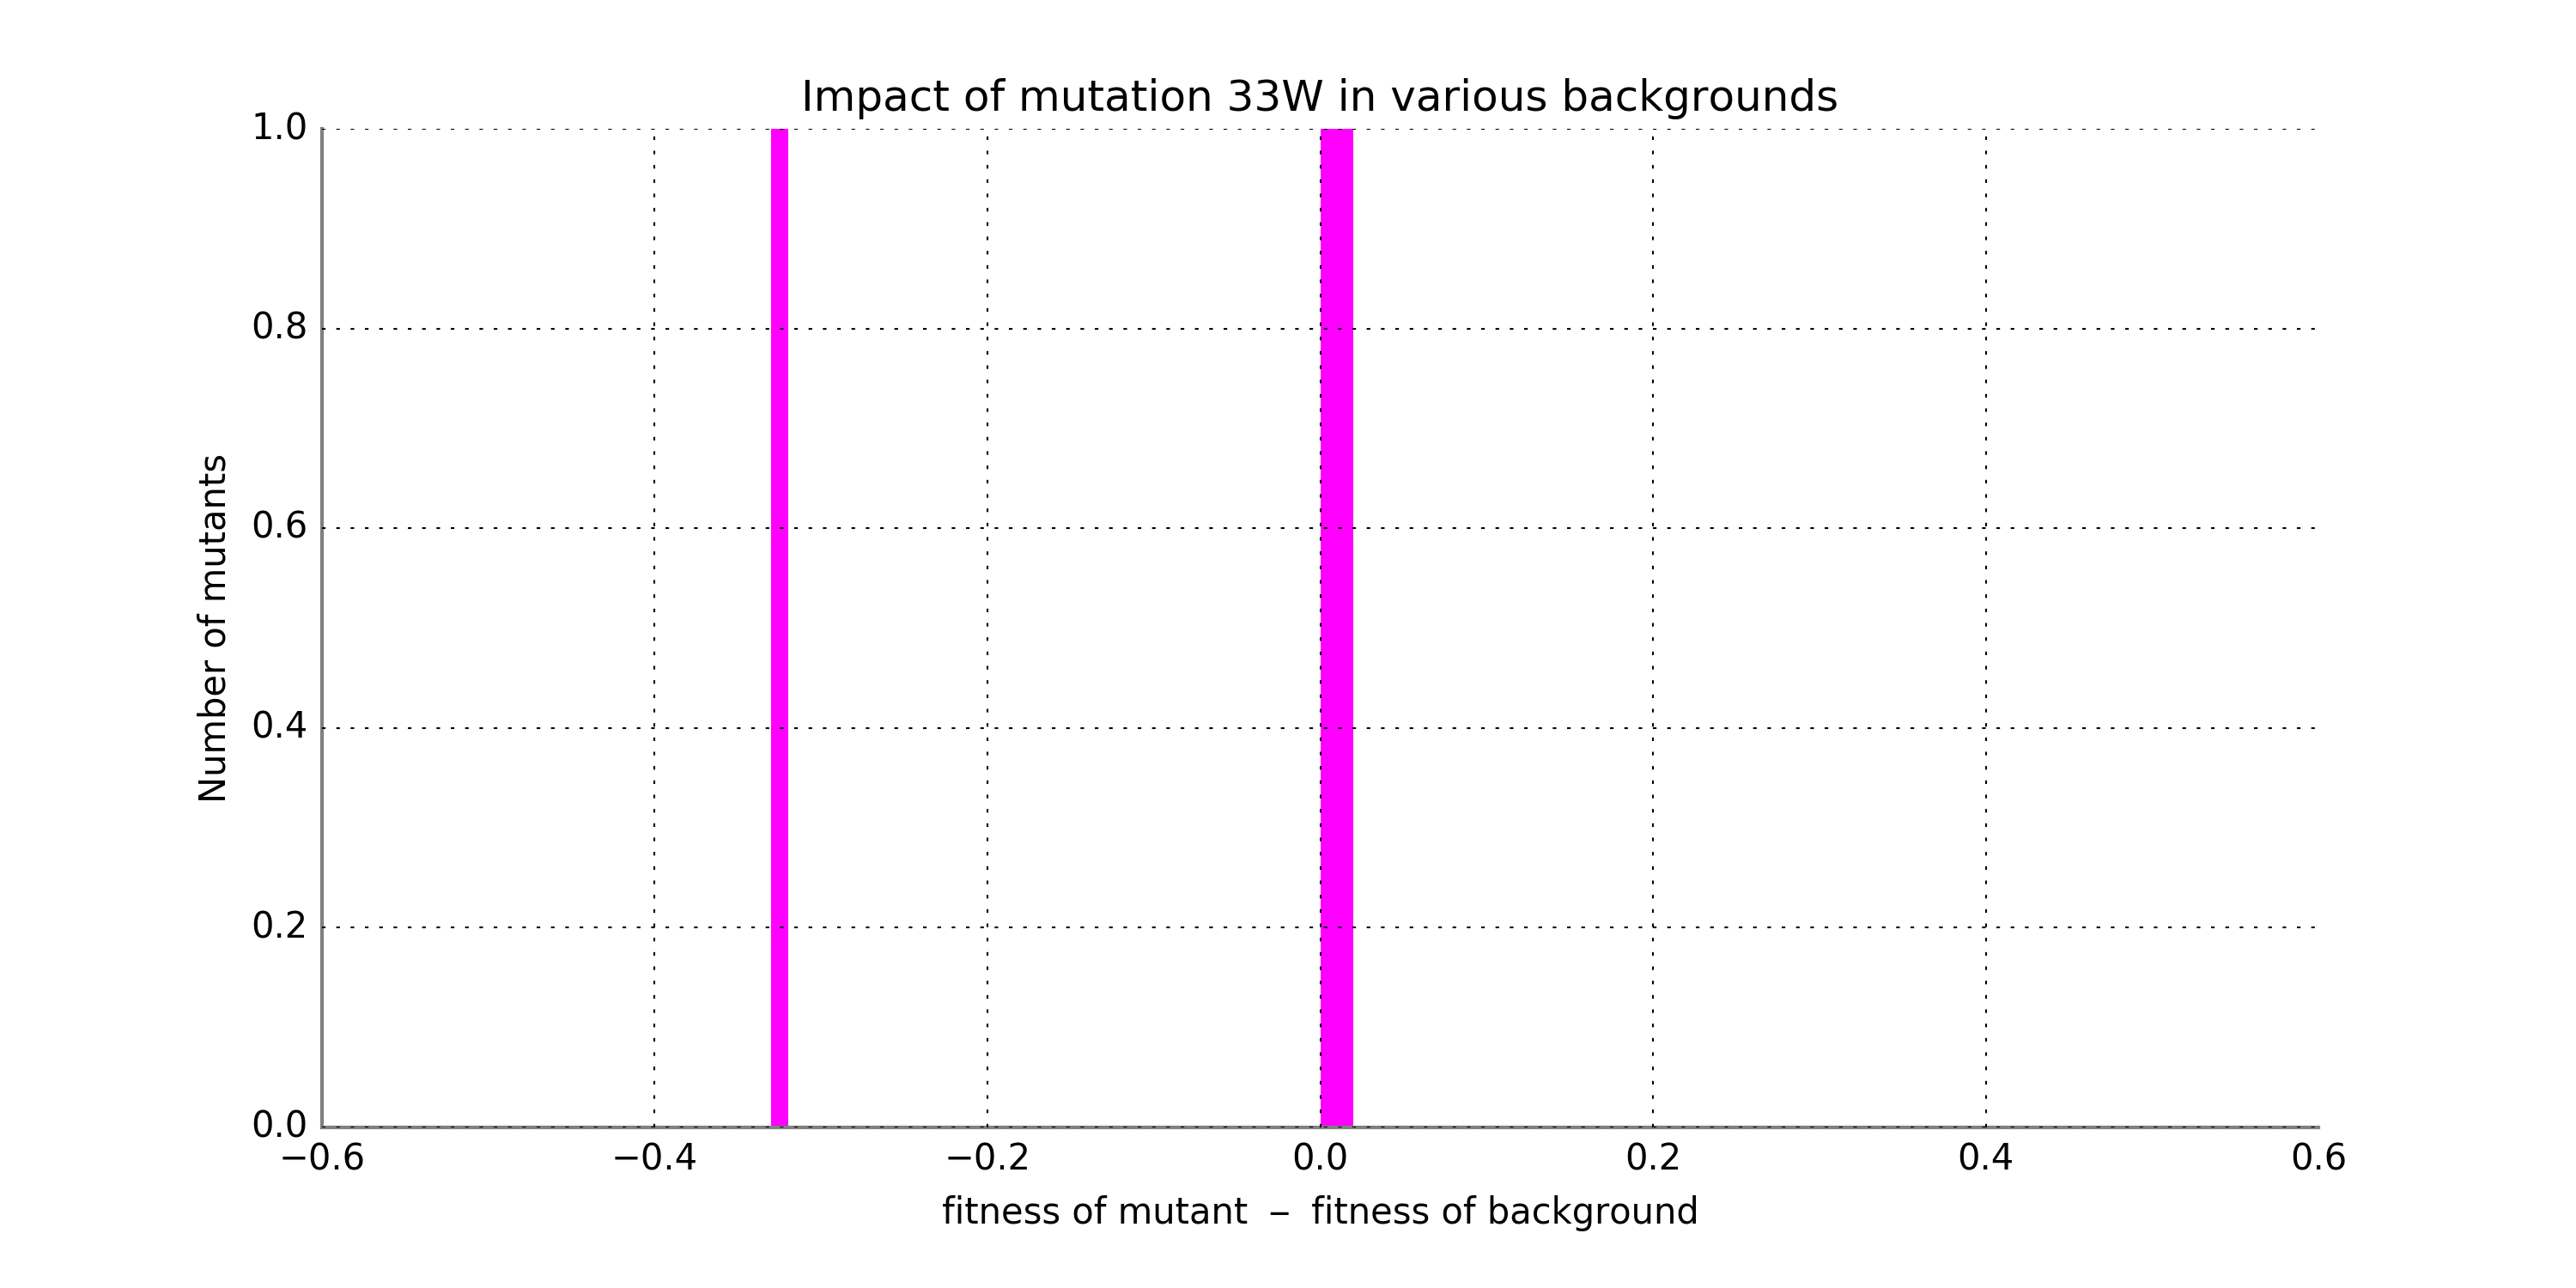 Impact of mutation 33W in various backgrounds
1.0
0.8
0.6
0.4
0.2
0.0
Number of mutants
−0.6 −0.4 −0.2 0.0 0.2 0.4 0.6
fitness of mutant − fitness of background